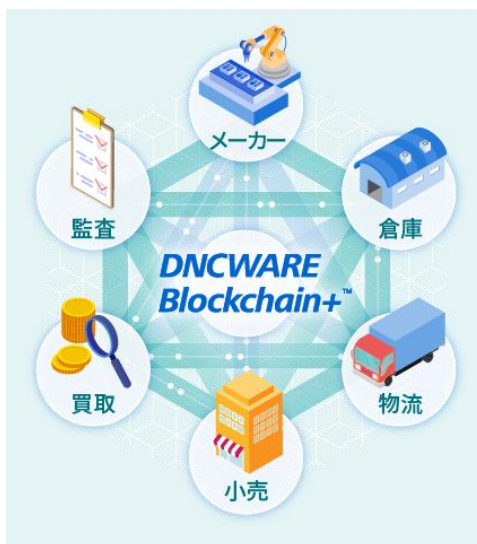 メーカー
監査
倉庫
DNCWARE
Blockchain+™
買取
物流
小売